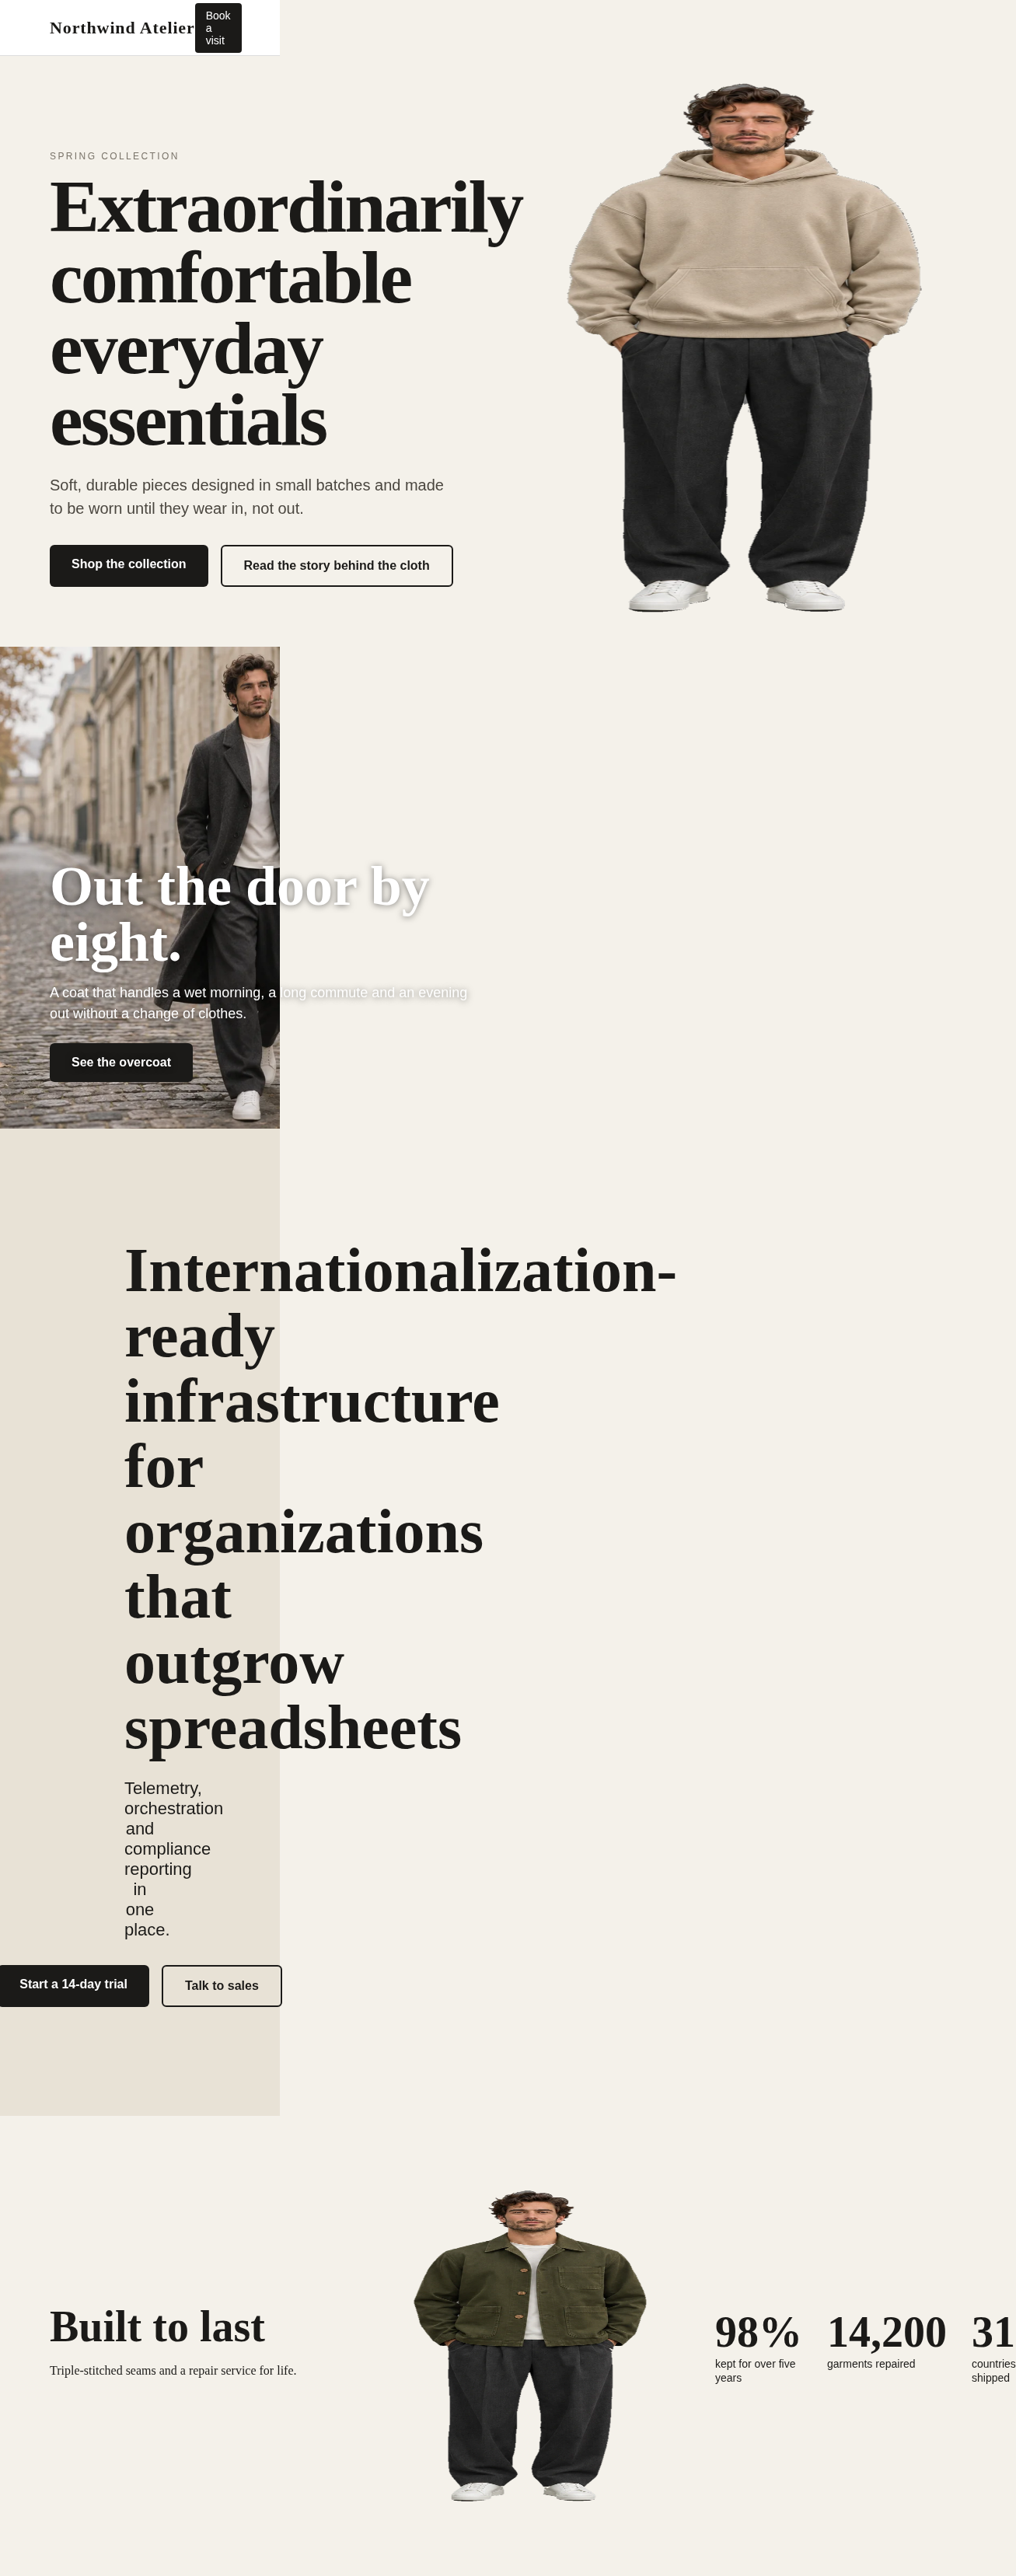 Northwind Atelier
Book
a
visit
SPRING COLLECTION
Extraordinarily
comfortable
everyday
essentials
Soft, durable pieces designed in small batches and made
to be worn until they wear in, not out.
Shop the collection
Read the story behind the cloth
Out the door by
eight.
A coat that handles a wet morning, a long commute and an evening
out without a change of clothes.
See the overcoat
Internationalization-
ready
infrastructure
for
organizations
that
outgrow
spreadsheets
Telemetry,
orchestration
and
compliance
reporting
in
one
place.
Start a 14-day trial
Talk to sales
Built to last
Triple-stitched seams and a repair service for life.
98%
kept for over five
years
14,200
garments repaired
31
countries
shipped